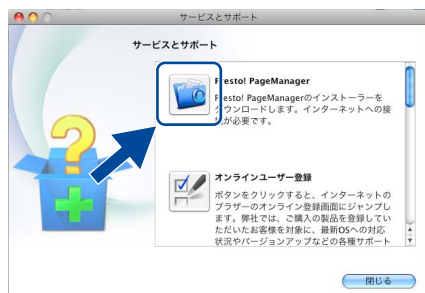 サービスとサポート
サービスとサポート
Presto! PageManager
Presto! PageManagerのインストーラーを
ダウンロードします。インターネットへの接
続が必要です。
オンラインユーザー登録
ボタンをクリックすると、インターネットの
ブラウザーのオンライン登録画面にジャンプし
ます。弊社では、ご購入の製品を登録してい
ただいたお客様を対象に、最新OSへの対応
状況やバージョンアップなどの各種サポート
閉じる